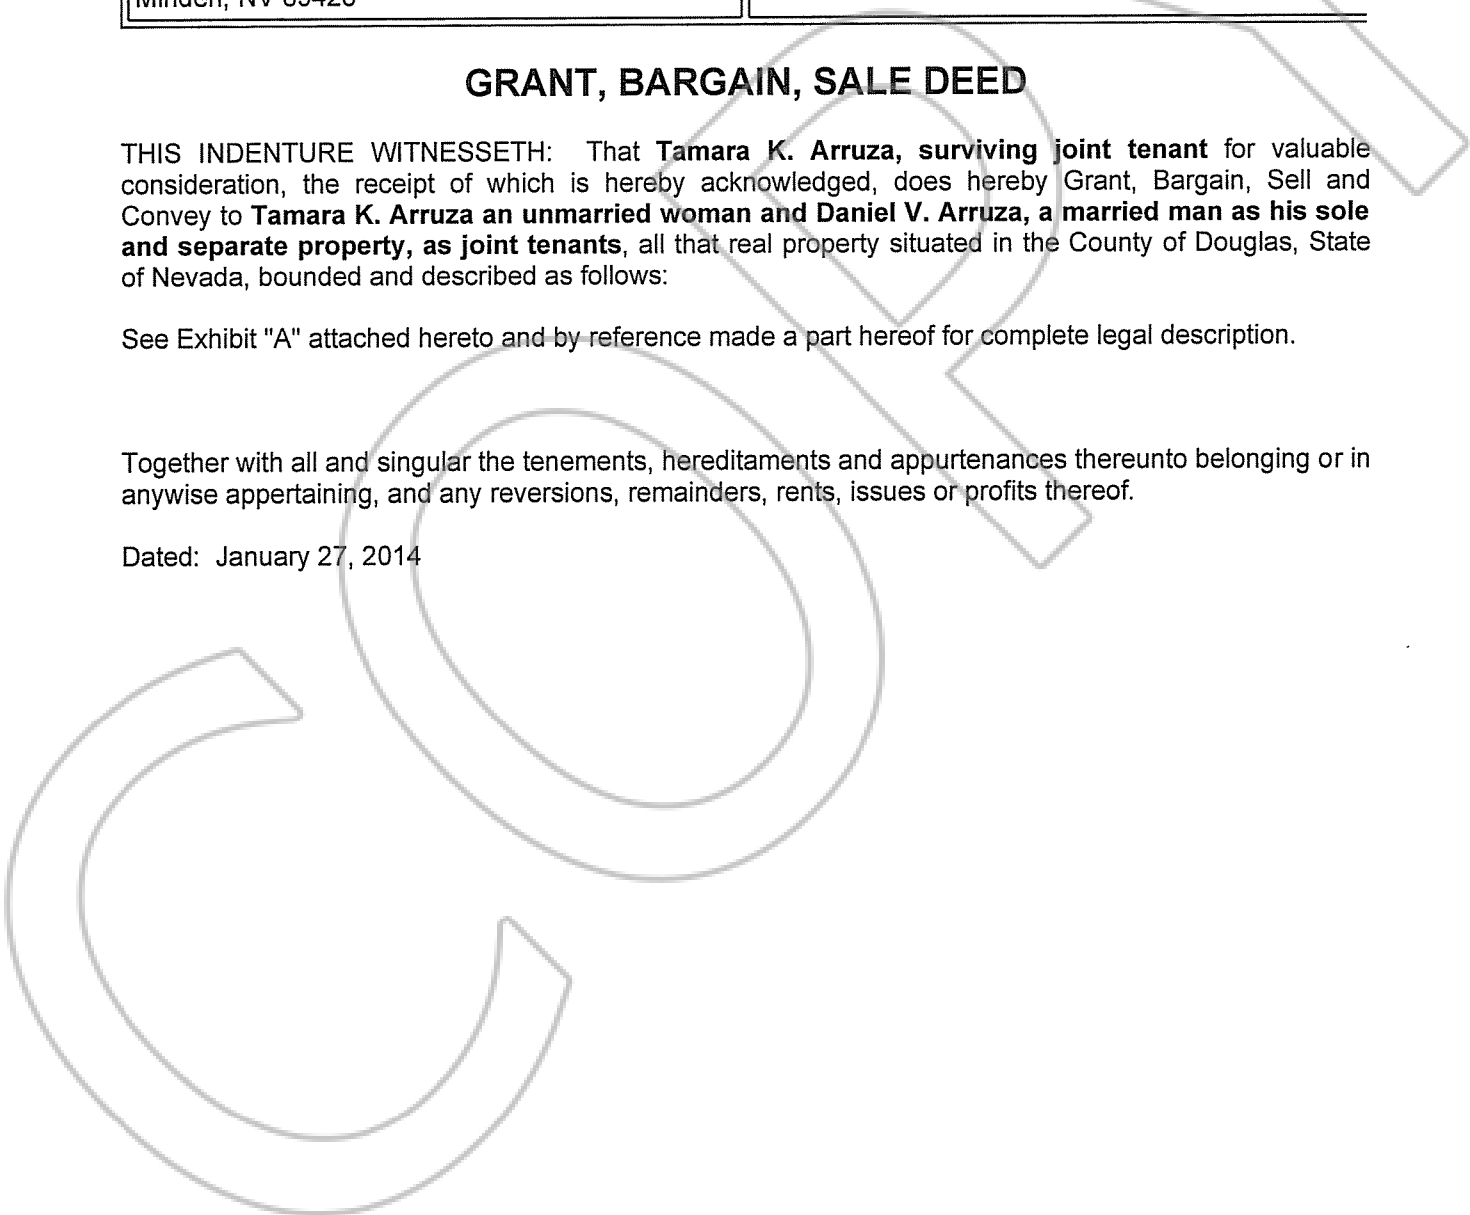 Minden, NV 89423
GRANT, BARGAIN, SALE DEED
THIS INDENTURE WITNESSETH: That Tamara K. Arruza, surviving joint tenant for valuable
consideration, the receipt of which is hereby acknowledged, does hereby Grant, Bargain, Sell and
Convey to Tamara K. Arruza an unmarried woman and Daniel V. Arruza, a married man as his sole
and separate property, as joint tenants, all that real property situated in the County of Douglas, State
of Nevada, bounded and described as follows:
See Exhibit "A" attached hereto and by reference made a part hereof for complete legal description.
Together with all and singular the tenements, hereditaments and appurtenances thereunto belonging or in
anywise appertaining, and any reversions, remainders, rents, issues or profits thereof.
Dated: January 27, 2014
COPY